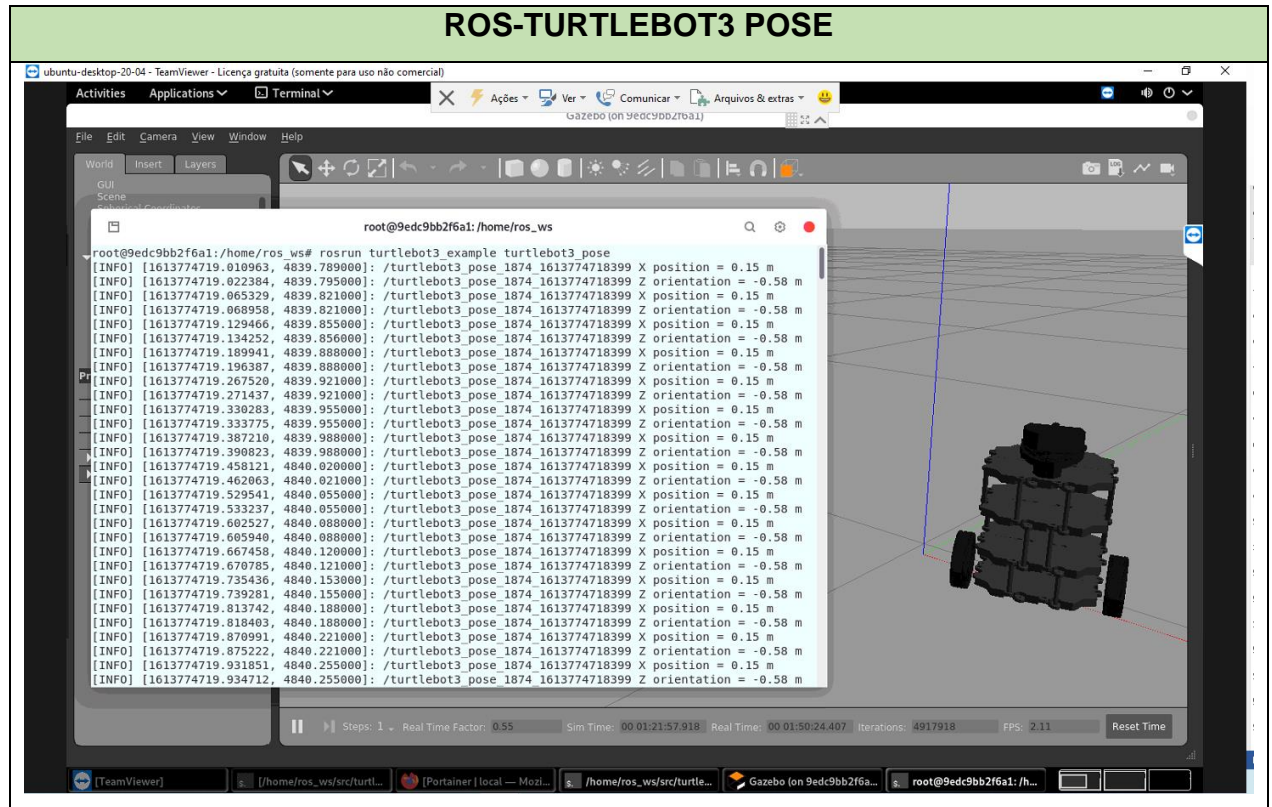 ROS-TURTLEBOT3 POSE
ubuntu-desktop-20-04 - TeamViewer - Licença gratuita (somente para uso não comercial)
Activities Applications Terminal
Ações Ver Comunicar Arquivos & extras
Gazebo (on 9edc9bb2f6a1)
File Edit Camera View Window Help
World Insert Layers
GUI
Scene
Spherical Coordinates
root@9edc9bb2f6a1: /home/ros_ws
root@9edc9bb2f6a1:/home/ros_ws# rosrun turtlebot3_example turtlebot3_pose
[INFO] [1613774719.010963, 4839.789000]: /turtlebot3_pose_1874_1613774718399 X position = 0.15 m
[INFO] [1613774719.022384, 4839.795000]: /turtlebot3_pose_1874_1613774718399 Z orientation = -0.58 m
[INFO] [1613774719.065329, 4839.821000]: /turtlebot3_pose_1874_1613774718399 X position = 0.15 m
[INFO] [1613774719.068958, 4839.821000]: /turtlebot3_pose_1874_1613774718399 Z orientation = -0.58 m
[INFO] [1613774719.129466, 4839.855000]: /turtlebot3_pose_1874_1613774718399 X position = 0.15 m
[INFO] [1613774719.134252, 4839.856000]: /turtlebot3_pose_1874_1613774718399 Z orientation = -0.58 m
[INFO] [1613774719.189941, 4839.888000]: /turtlebot3_pose_1874_1613774718399 X position = 0.15 m
[INFO] [1613774719.196387, 4839.888000]: /turtlebot3_pose_1874_1613774718399 Z orientation = -0.58 m
[INFO] [1613774719.267520, 4839.921000]: /turtlebot3_pose_1874_1613774718399 X position = 0.15 m
[INFO] [1613774719.271437, 4839.921000]: /turtlebot3_pose_1874_1613774718399 Z orientation = -0.58 m
[INFO] [1613774719.330283, 4839.955000]: /turtlebot3_pose_1874_1613774718399 X position = 0.15 m
[INFO] [1613774719.333775, 4839.955000]: /turtlebot3_pose_1874_1613774718399 Z orientation = -0.58 m
[INFO] [1613774719.387210, 4839.988000]: /turtlebot3_pose_1874_1613774718399 X position = 0.15 m
[INFO] [1613774719.390823, 4839.988000]: /turtlebot3_pose_1874_1613774718399 Z orientation = -0.58 m
[INFO] [1613774719.458121, 4840.020000]: /turtlebot3_pose_1874_1613774718399 X position = 0.15 m
[INFO] [1613774719.462063, 4840.021000]: /turtlebot3_pose_1874_1613774718399 Z orientation = -0.58 m
[INFO] [1613774719.529541, 4840.055000]: /turtlebot3_pose_1874_1613774718399 X position = 0.15 m
[INFO] [1613774719.533237, 4840.055000]: /turtlebot3_pose_1874_1613774718399 Z orientation = -0.58 m
[INFO] [1613774719.602527, 4840.088000]: /turtlebot3_pose_1874_1613774718399 X position = 0.15 m
[INFO] [1613774719.605940, 4840.088000]: /turtlebot3_pose_1874_1613774718399 Z orientation = -0.58 m
[INFO] [1613774719.667458, 4840.120000]: /turtlebot3_pose_1874_1613774718399 X position = 0.15 m
[INFO] [1613774719.670785, 4840.121000]: /turtlebot3_pose_1874_1613774718399 Z orientation = -0.58 m
[INFO] [1613774719.735436, 4840.153000]: /turtlebot3_pose_1874_1613774718399 X position = 0.15 m
[INFO] [1613774719.739281, 4840.155000]: /turtlebot3_pose_1874_1613774718399 Z orientation = -0.58 m
[INFO] [1613774719.813742, 4840.188000]: /turtlebot3_pose_1874_1613774718399 X position = 0.15 m
[INFO] [1613774719.818403, 4840.188000]: /turtlebot3_pose_1874_1613774718399 Z orientation = -0.58 m
[INFO] [1613774719.870991, 4840.221000]: /turtlebot3_pose_1874_1613774718399 X position = 0.15 m
[INFO] [1613774719.875222, 4840.221000]: /turtlebot3_pose_1874_1613774718399 Z orientation = -0.58 m
[INFO] [1613774719.931851, 4840.255000]: /turtlebot3_pose_1874_1613774718399 X position = 0.15 m
[INFO] [1613774719.934712, 4840.255000]: /turtlebot3_pose_1874_1613774718399 Z orientation = -0.58 m
Steps: 1 Real Time Factor: 0.55 Sim Time: 00 01:21:57.918 Real Time: 00 01:50:24.407 Iterations: 4917918 FPS: 2.11 Reset Time
[TeamViewer] [/home/ros_ws/src/turtl... [Portainer | local — Mozi... /home/ros_ws/src/turtle... Gazebo (on 9edc9bb2f6a... root@9edc9bb2f6a1: /h...